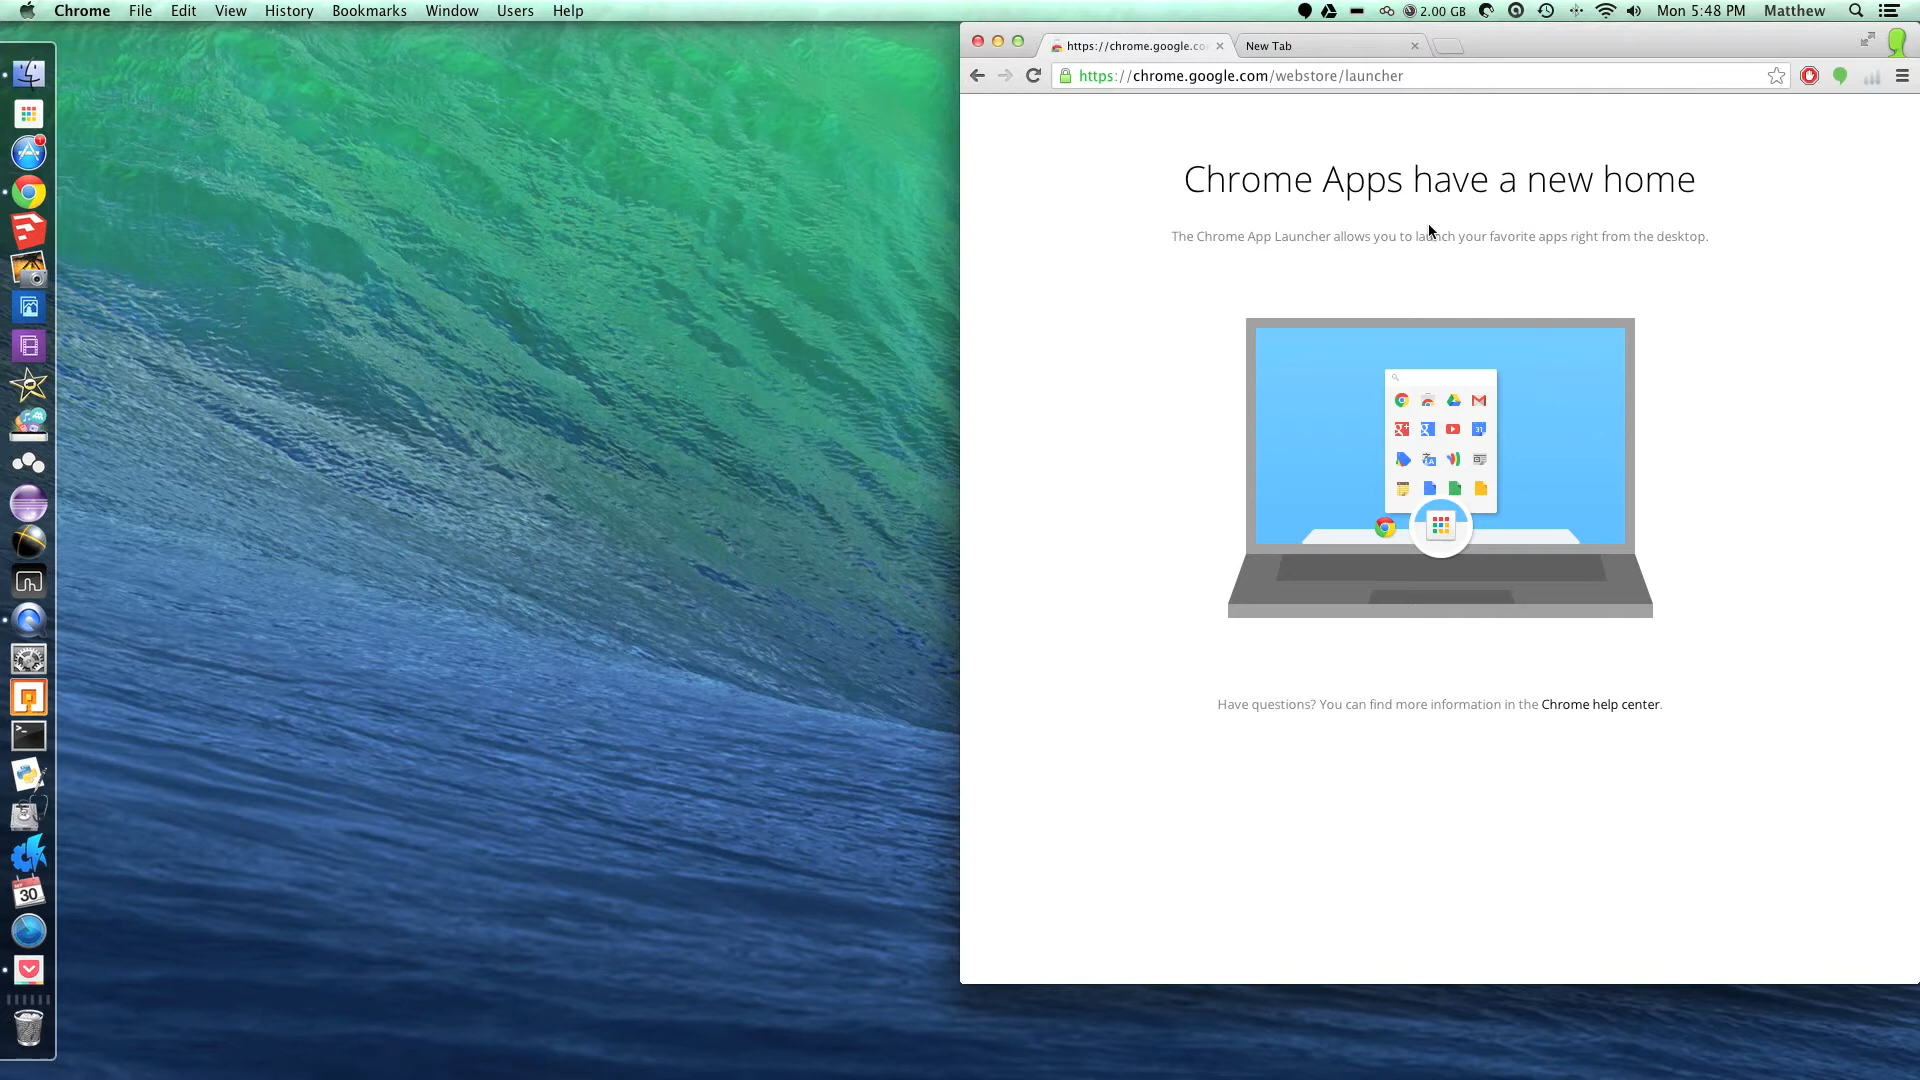 Chrome File Edit View History Bookmarks Window Users Help
2.00 GB Mon 5:48 PM Matthew
https://chrome.google.co New Tab
https://chrome.google.com/webstore/launcher
Chrome Apps have a new home
The Chrome App Launcher allows you to launch your favorite apps right from the desktop.
31
30
Have questions? You can find more information in the Chrome help center.